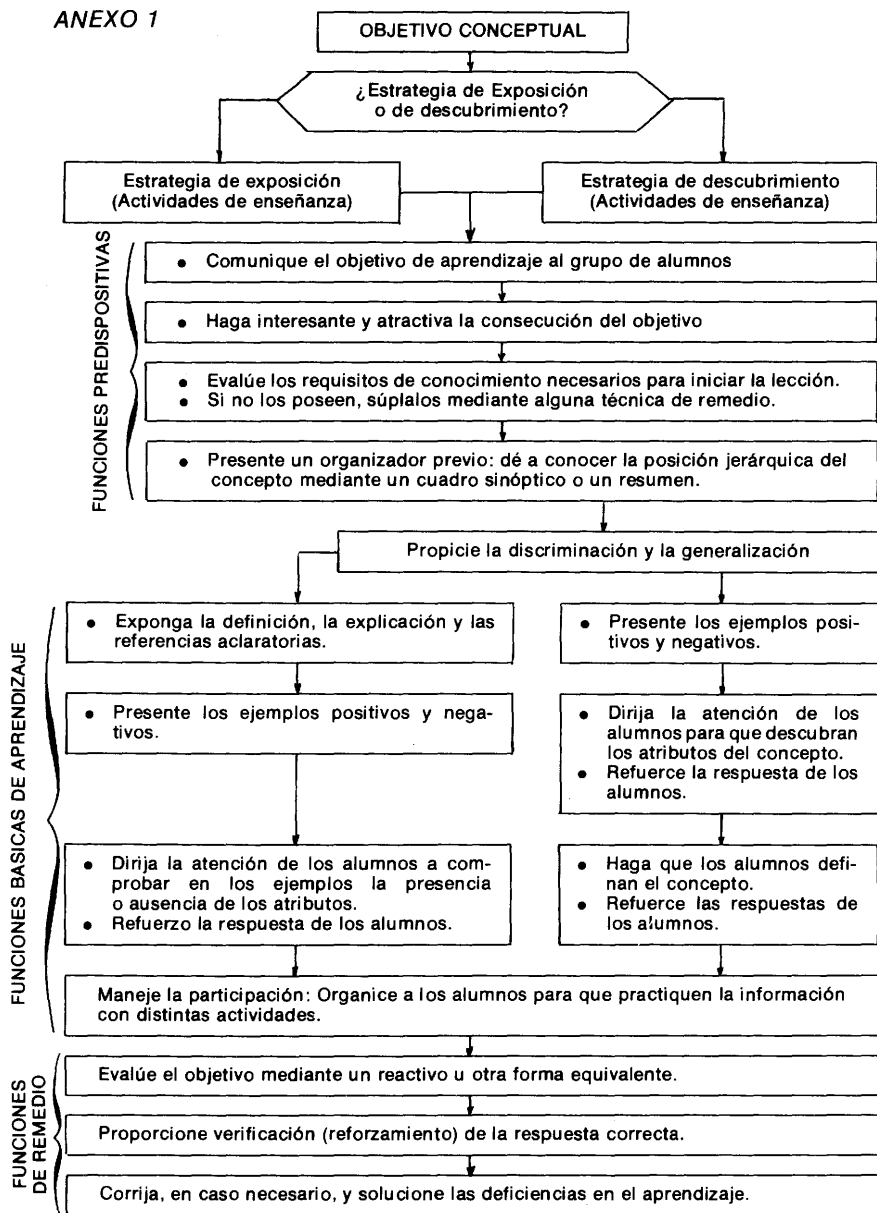 ANEXO 1
OBJETIVO CONCEPTUAL
¿Estrategia de Exposición
o de descubrimiento?
Estrategia de exposición
(Actividades de enseñanza)
Estrategia de descubrimiento
(Actividades de enseñanza)
FUNCIONES PREDISPOSITIVAS
• Comunique el objetivo de aprendizaje al grupo de alumnos
• Haga interesante y atractiva la consecución del objetivo
• Evalúe los requisitos de conocimiento necesarios para iniciar la lección.
• Si no los poseen, súplalos mediante alguna técnica de remedio.
• Presente un organizador previo: dé a conocer la posición jerárquica del
concepto mediante un cuadro sinóptico o un resumen.
Propicie la discriminación y la generalización
FUNCIONES BASICAS DE APRENDIZAJE
• Exponga la definición, la explicación y las
referencias aclaratorias.
• Presente los ejemplos positivos y nega-
tivos.
• Dirija la atención de los alumnos a com-
probar en los ejemplos la presencia
o ausencia de los atributos.
• Refuerzo la respuesta de los alumnos.
• Presente los ejemplos posi-
tivos y negativos.
• Dirija la atención de los
alumnos para que descubran
los atributos del concepto.
• Refuerce la respuesta de los
alumnos.
• Haga que los alumnos defi-
nan el concepto.
• Refuerce las respuestas de
los alumnos.
Maneje la participación: Organice a los alumnos para que practiquen la información
con distintas actividades.
FUNCIONES
DE REMEDIO
Evalúe el objetivo mediante un reactivo u otra forma equivalente.
Proporcione verificación (reforzamiento) de la respuesta correcta.
Corrija, en caso necesario, y solucione las deficiencias en el aprendizaje.